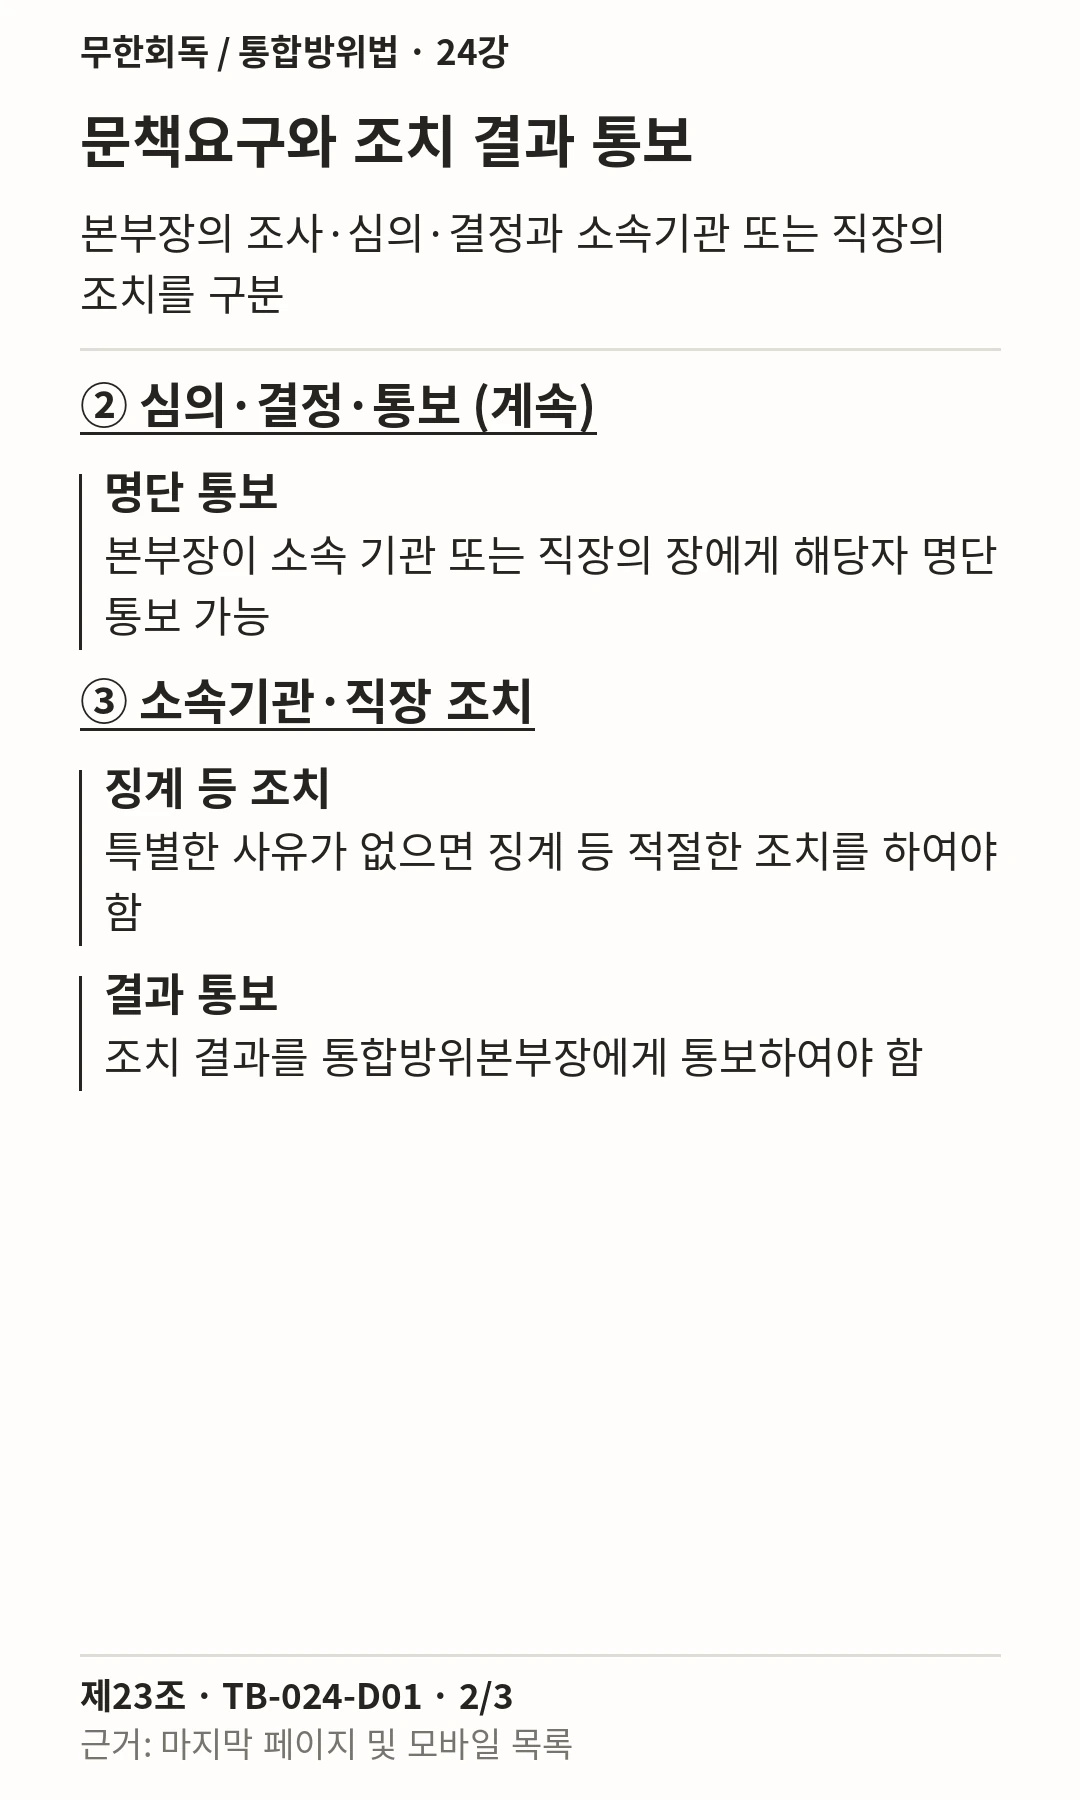 무한회독 / 통합방위법 · 24강
문책요구와 조치 결과 통보
본부장의 조사·심의·결정과 소속기관 또는 직장의
조치를 구분
② 심의·결정·통보 (계속)
명단 통보
본부장이 소속 기관 또는 직장의 장에게 해당자 명단
통보 가능
③ 소속기관·직장 조치
징계 등 조치
특별한 사유가 없으면 징계 등 적절한 조치를 하여야
함
결과 통보
조치 결과를 통합방위본부장에게 통보하여야 함
제23조 · TB-024-D01 · 2/3
근거: 마지막 페이지 및 모바일 목록